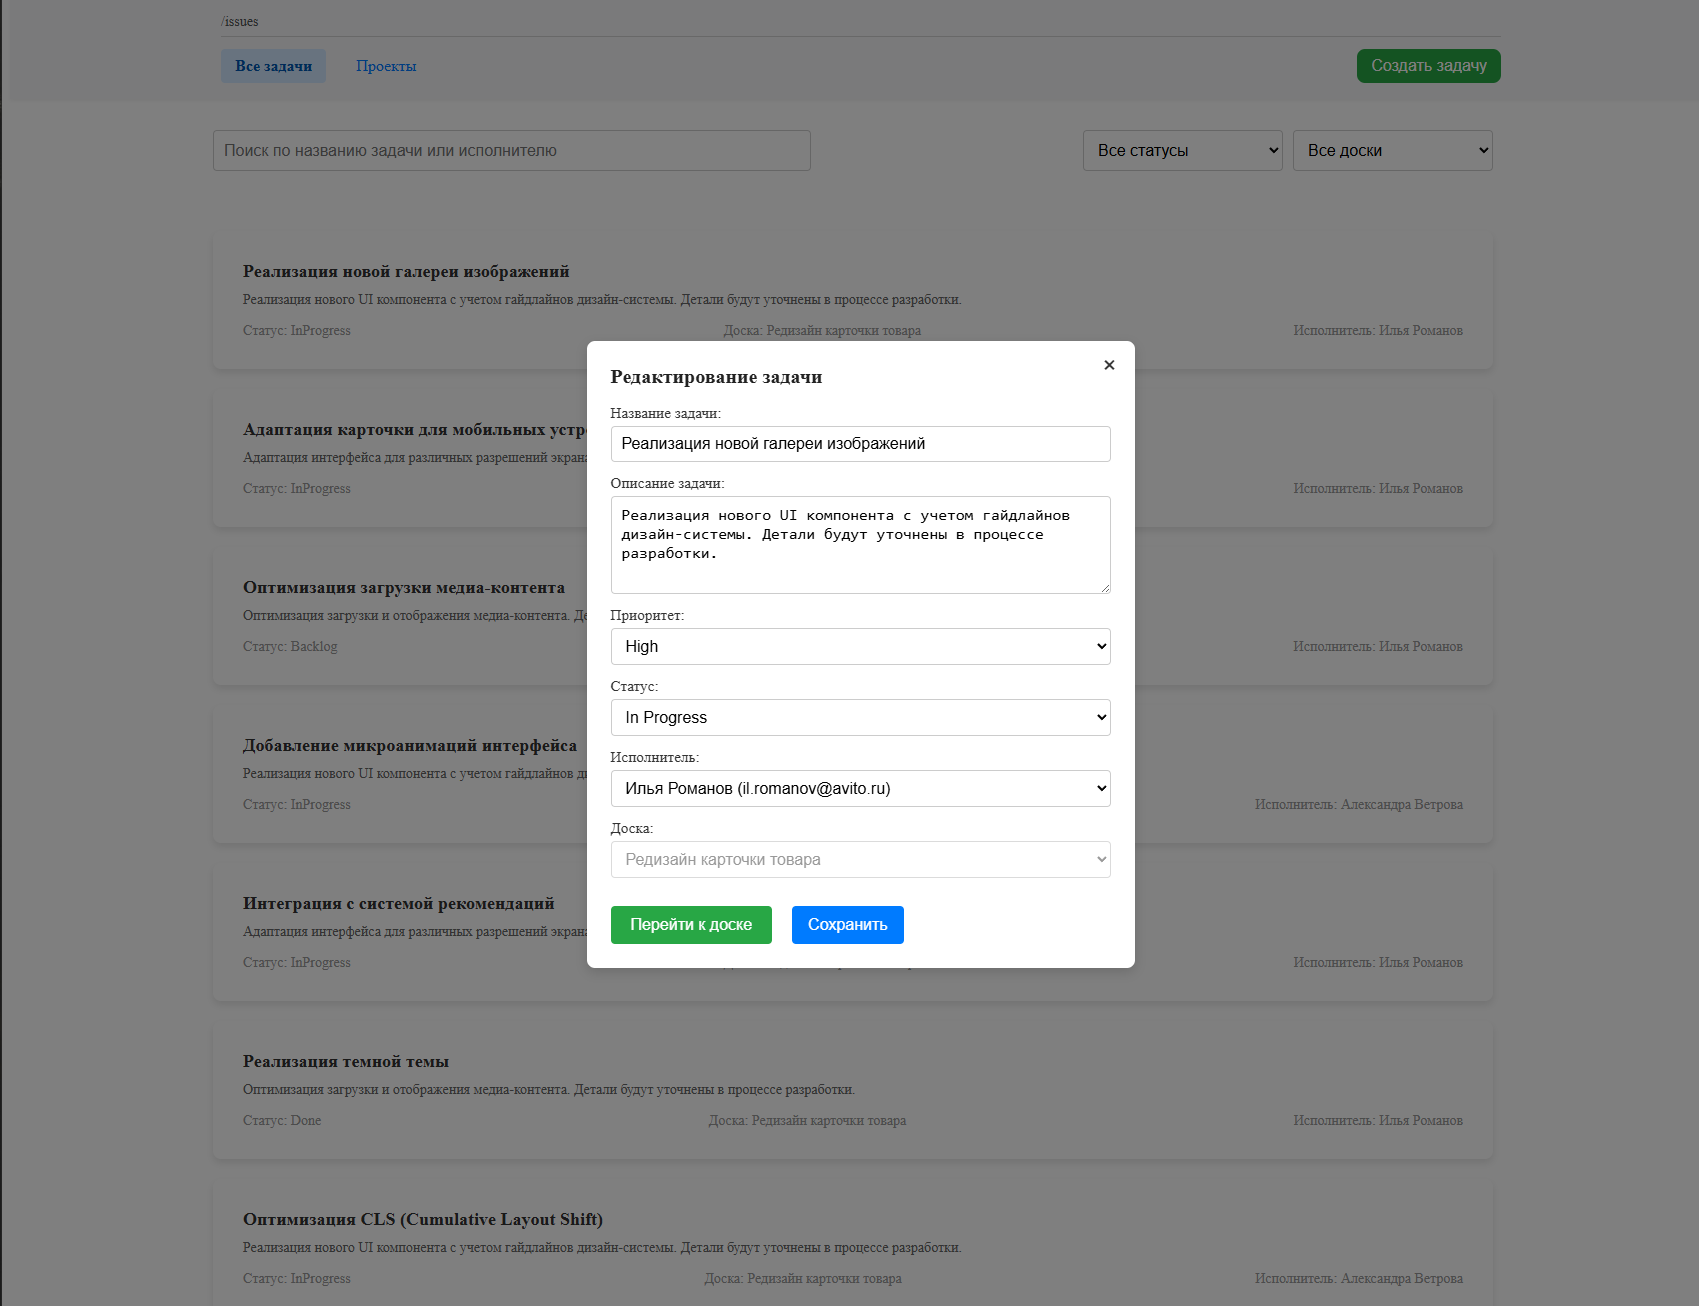 /issues
Все задачи
Проекты
Создать задачу
Поиск по названию задачи или исполнителю
Все статусы
Все доски
Реализация новой галереи изображений
Реализация нового UI компонента с учетом гайдлайнов дизайн-системы. Детали будут уточнены в процессе разработки.
Статус: InProgress
Доска: Редизайн карточки товара
Исполнитель: Илья Романов
Адаптация карточки для мобильных
Адаптация интерфейса для различных разрешений
Статус: InProgress
Исполнитель: Илья Романов
Оптимизация загрузки медиа-контента
Оптимизация загрузки и отображения медиа-контента.
Статус: Backlog
Исполнитель: Илья Романов
Добавление микроанимаций интерфейса
Реализация нового UI компонента с учетом гайдлайнов
Статус: InProgress
Исполнитель: Александра Ветрова
Интеграция с системой рекомендаций
Адаптация интерфейса для различных разрешений
Статус: InProgress
Исполнитель: Илья Романов
Реализация темной темы
Оптимизация загрузки и отображения медиа-контента. Детали будут уточнены в процессе разработки.
Статус: Done
Доска: Редизайн карточки товара
Исполнитель: Илья Романов
Оптимизация CLS (Cumulative Layout Shift)
Реализация нового UI компонента с учетом гайдлайнов дизайн-системы. Детали будут уточнены в процессе разработки.
Статус: InProgress
Доска: Редизайн карточки товара
Исполнитель: Александра Ветрова
Редактирование задачи
×
Название задачи:
Реализация новой галереи изображений
Описание задачи:
Реализация нового UI компонента с учетом гайдлайнов
дизайн-системы. Детали будут уточнены в процессе
разработки.
Приоритет:
High
Статус:
In Progress
Исполнитель:
Илья Романов (il.romanov@avito.ru)
Доска:
Редизайн карточки товара
Перейти к доске
Сохранить